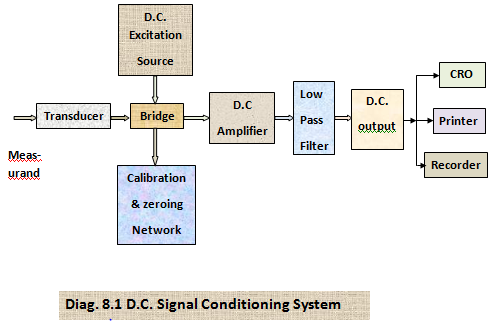 D.C.
Excitation
Source
Transducer
Bridge
D.C
Amplifier
Low
Pass
Filter
D.C.
output
CRO
Printer
Recorder
Meas-
urand
Calibration
& zeroing
Network
Diag. 8.1 D.C. Signal Conditioning System